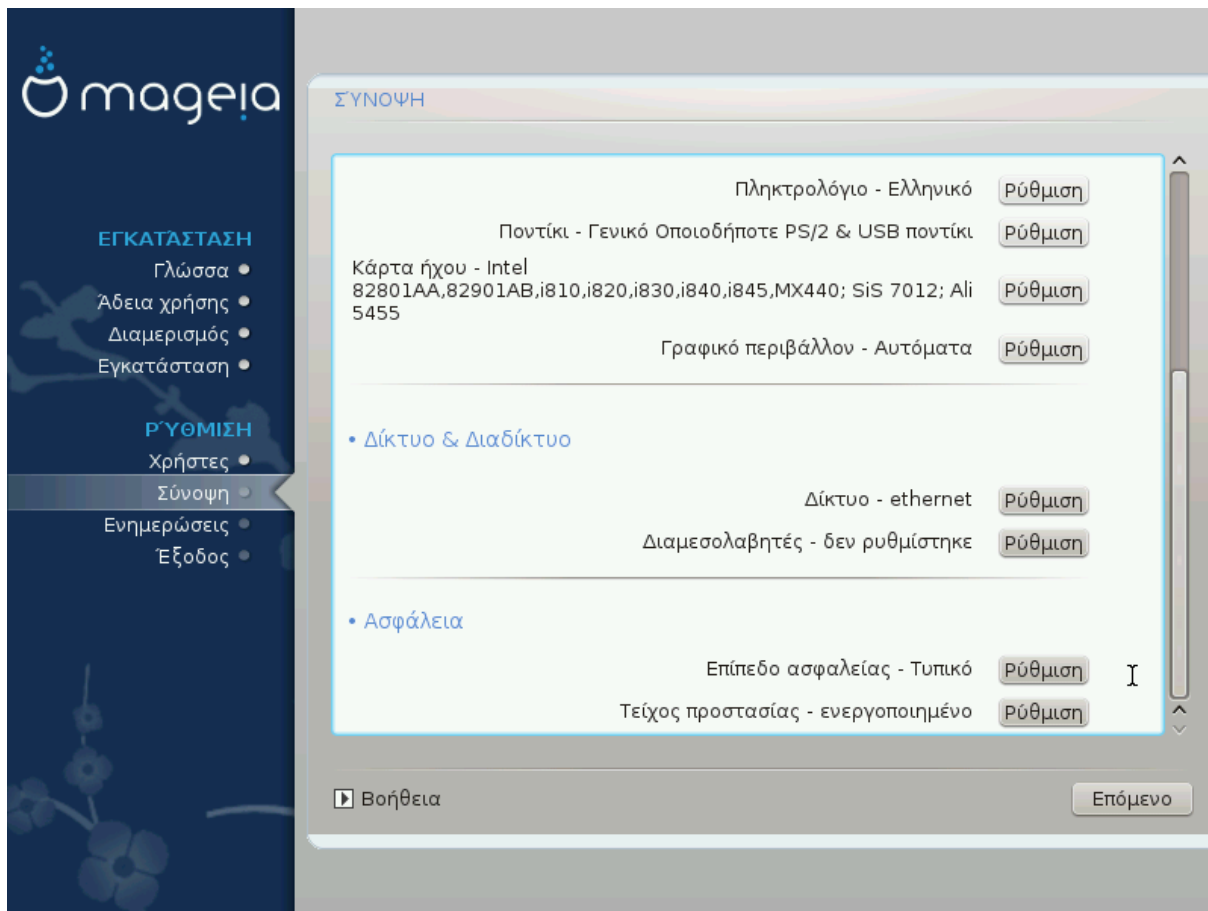 mageia
ΕΓΚΑΤΆΣΤΑΣΗ
Γλώσσα
Άδεια χρήσης
Διαμερισμός
Εγκατάσταση
ΡΎΘΜΙΣΗ
Χρήστες
Σύνοψη
Ενημερώσεις
Έξοδος
ΣΎΝΟΨΗ
Πληκτρολόγιο - Ελληνικό Ρύθμιση
Ποντίκι - Γενικό Οποιοδήποτε PS/2 & USB ποντίκι Ρύθμιση
Κάρτα ήχου - Intel
82801AA,82901AB,i810,i820,i830,i840,i845,MX440; SiS 7012; Ali Ρύθμιση
5455
Γραφικό περιβάλλον - Αυτόματα Ρύθμιση
• Δίκτυο & Διαδίκτυο
Δίκτυο - ethernet Ρύθμιση
Διαμεσολαβητές - δεν ρυθμίστηκε Ρύθμιση
• Ασφάλεια
Επίπεδο ασφαλείας - Τυπικό Ρύθμιση
Τείχος προστασίας - ενεργοποιημένο Ρύθμιση
Βοήθεια
Επόμενο